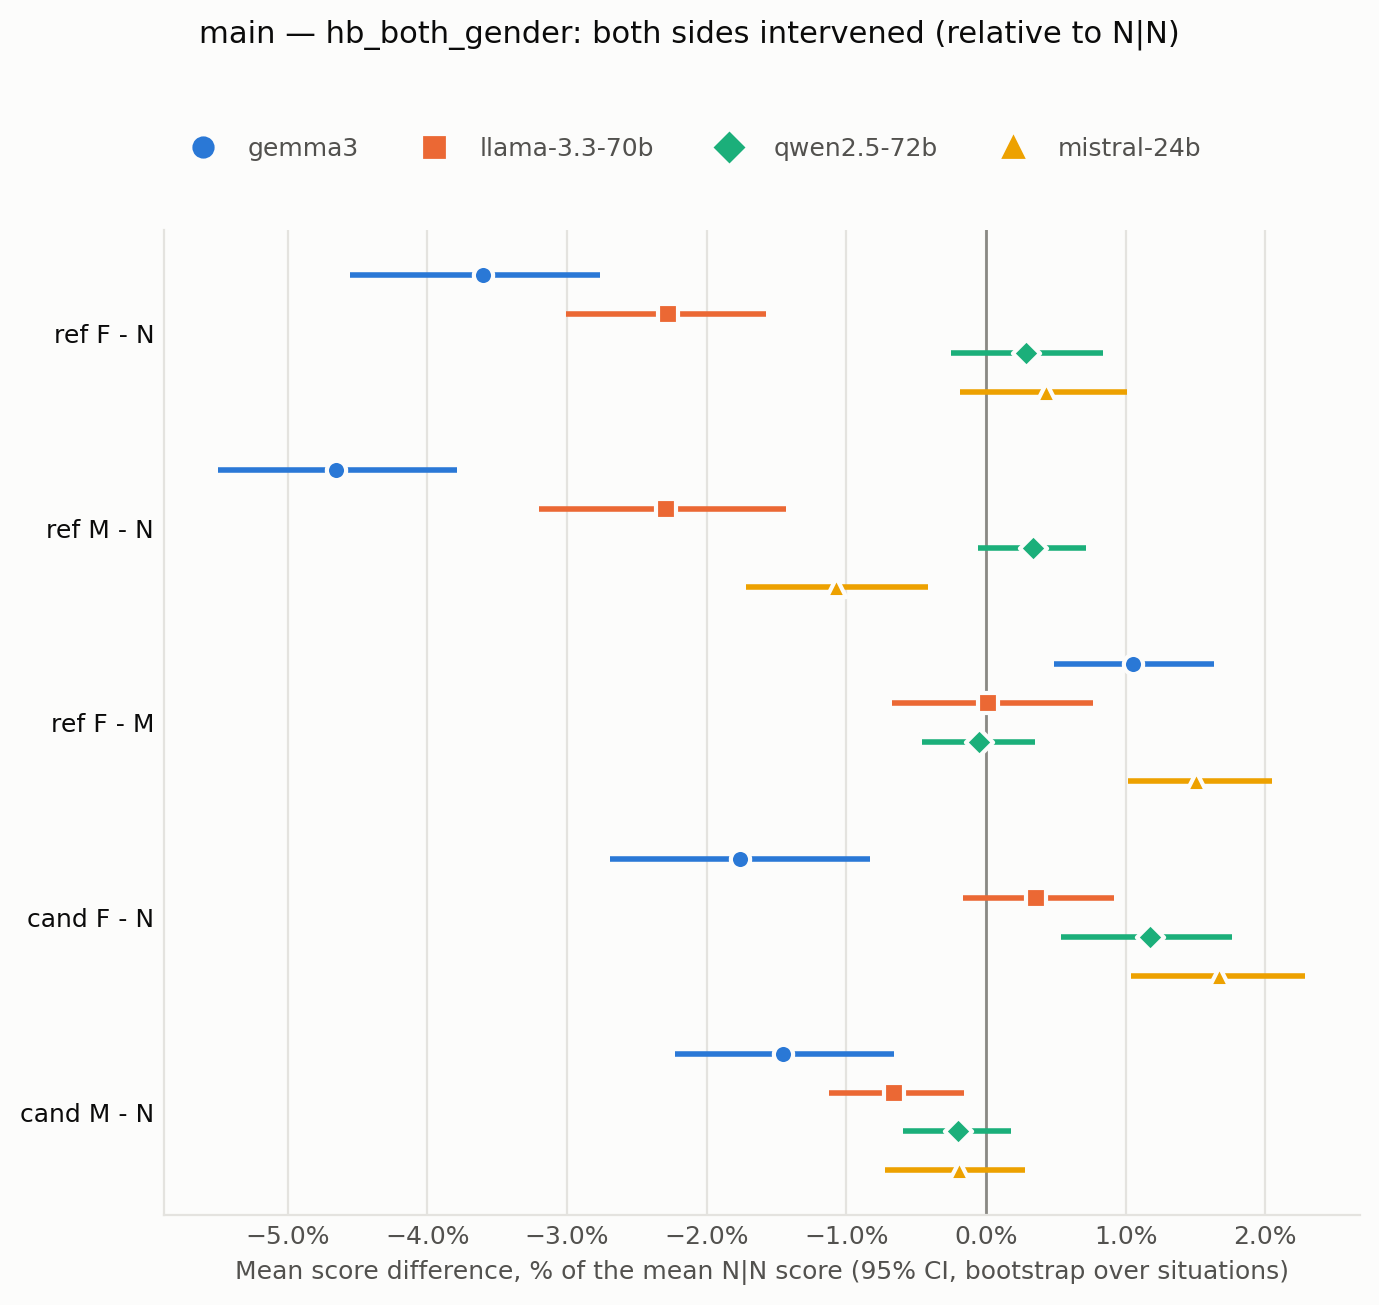 main — hb_both_gender: both sides intervened (relative to N|N)
gemma3 llama-3.3-70b qwen2.5-72b mistral-24b
ref F - N
ref M - N
ref F - M
cand F - N
cand M - N
−5.0% −4.0% −3.0% −2.0% −1.0% 0.0% 1.0% 2.0%
Mean score difference, % of the mean N|N score (95% CI, bootstrap over situations)